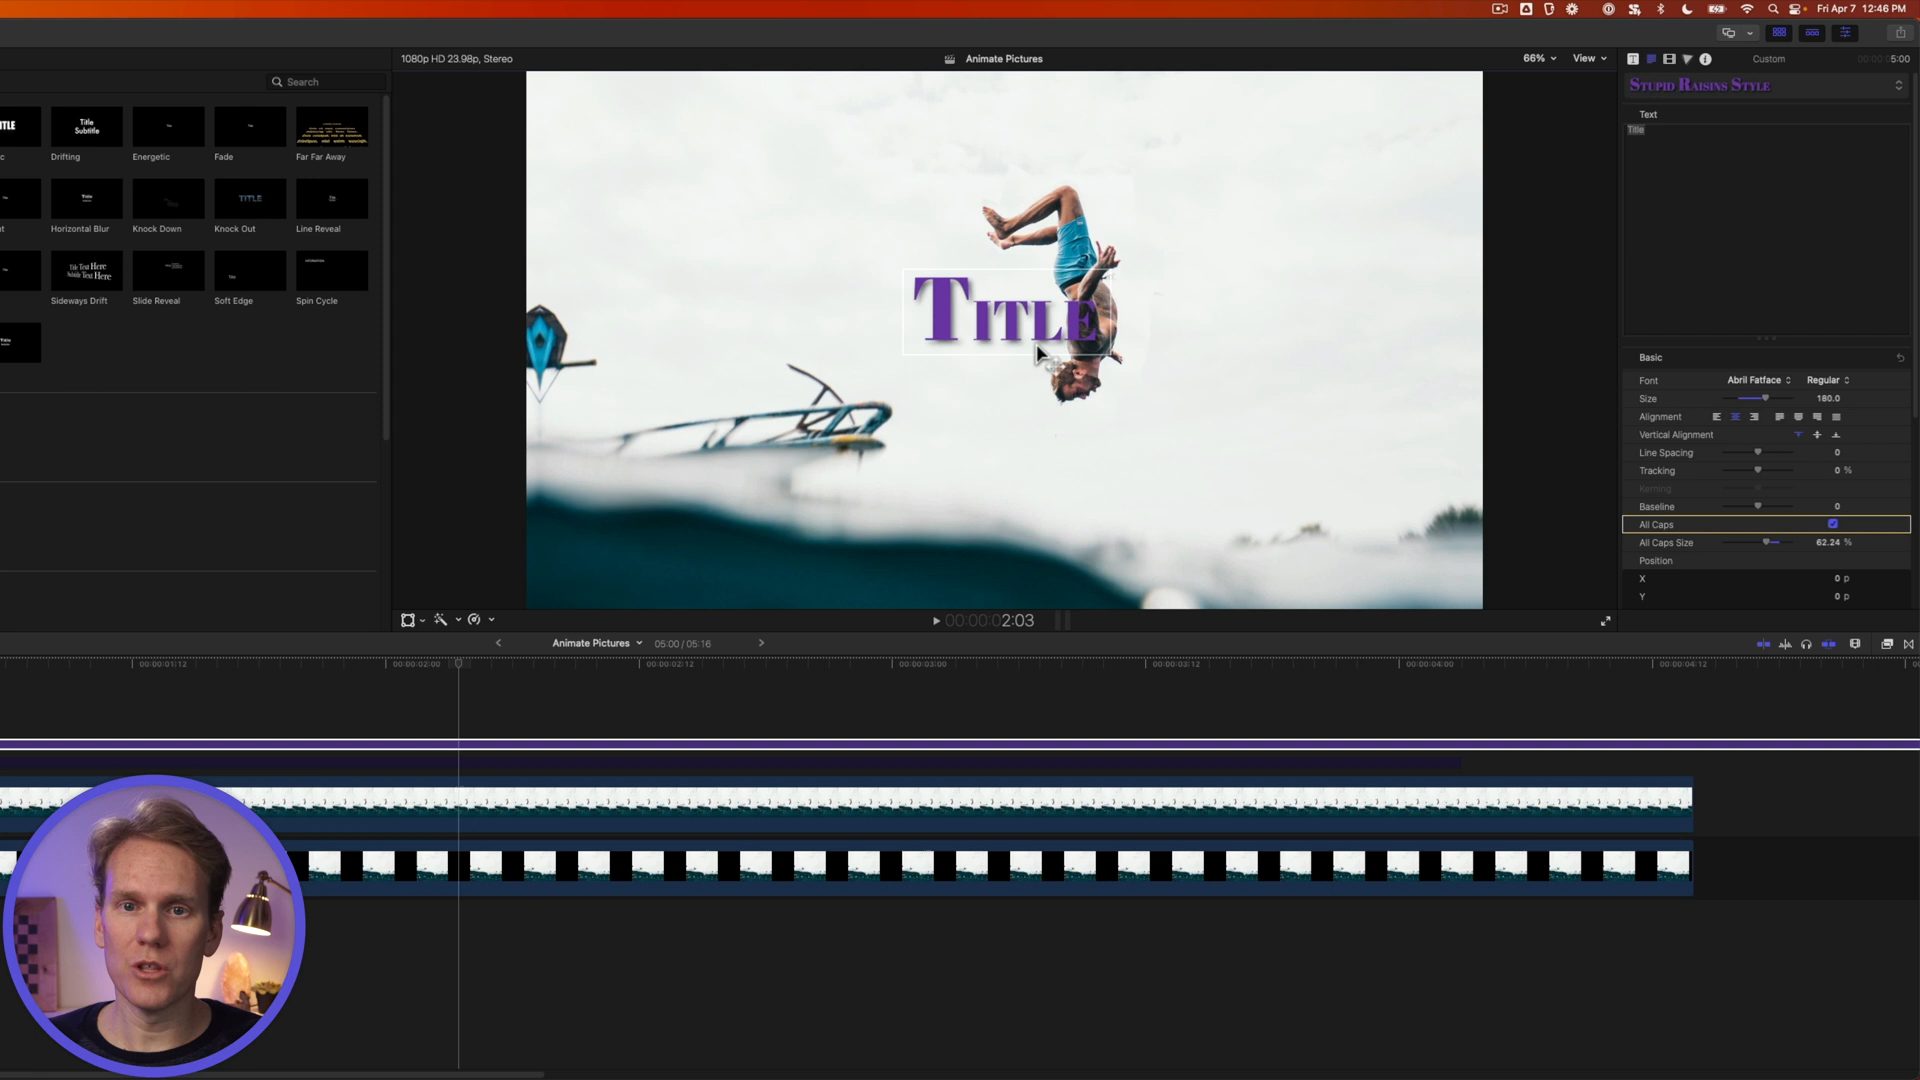 Fri Apr 7 12:46 PM
1080p HD 23.98p, Stereo
Animate Pictures
66%
View
Custom
5:00
Search
STUPID RAISINS STYLE
Text
Title
TLE
Title
Subtitle
TITLE
Title Text Here
Subtitle Text Here
c
Drifting
Energetic
Fade
Far Far Away
Horizontal Blur
Knock Down
Knock Out
Line Reveal
Sideways Drift
Slide Reveal
Soft Edge
Spin Cycle
TITLE
Basic
Font
Abril Fatface
Regular
Size
180.0
Alignment
Vertical Alignment
Line Spacing
0
Tracking
0 %
Kerning
Baseline
0
All Caps
All Caps Size
62.24 %
Position
X
0 p
Y
0 p
00:00:02:03
Animate Pictures
05:00 / 05:16
00:00:01:12
00:00:02:00
00:00:02:12
00:00:03:00
00:00:03:12
00:00:04:00
00:00:04:12